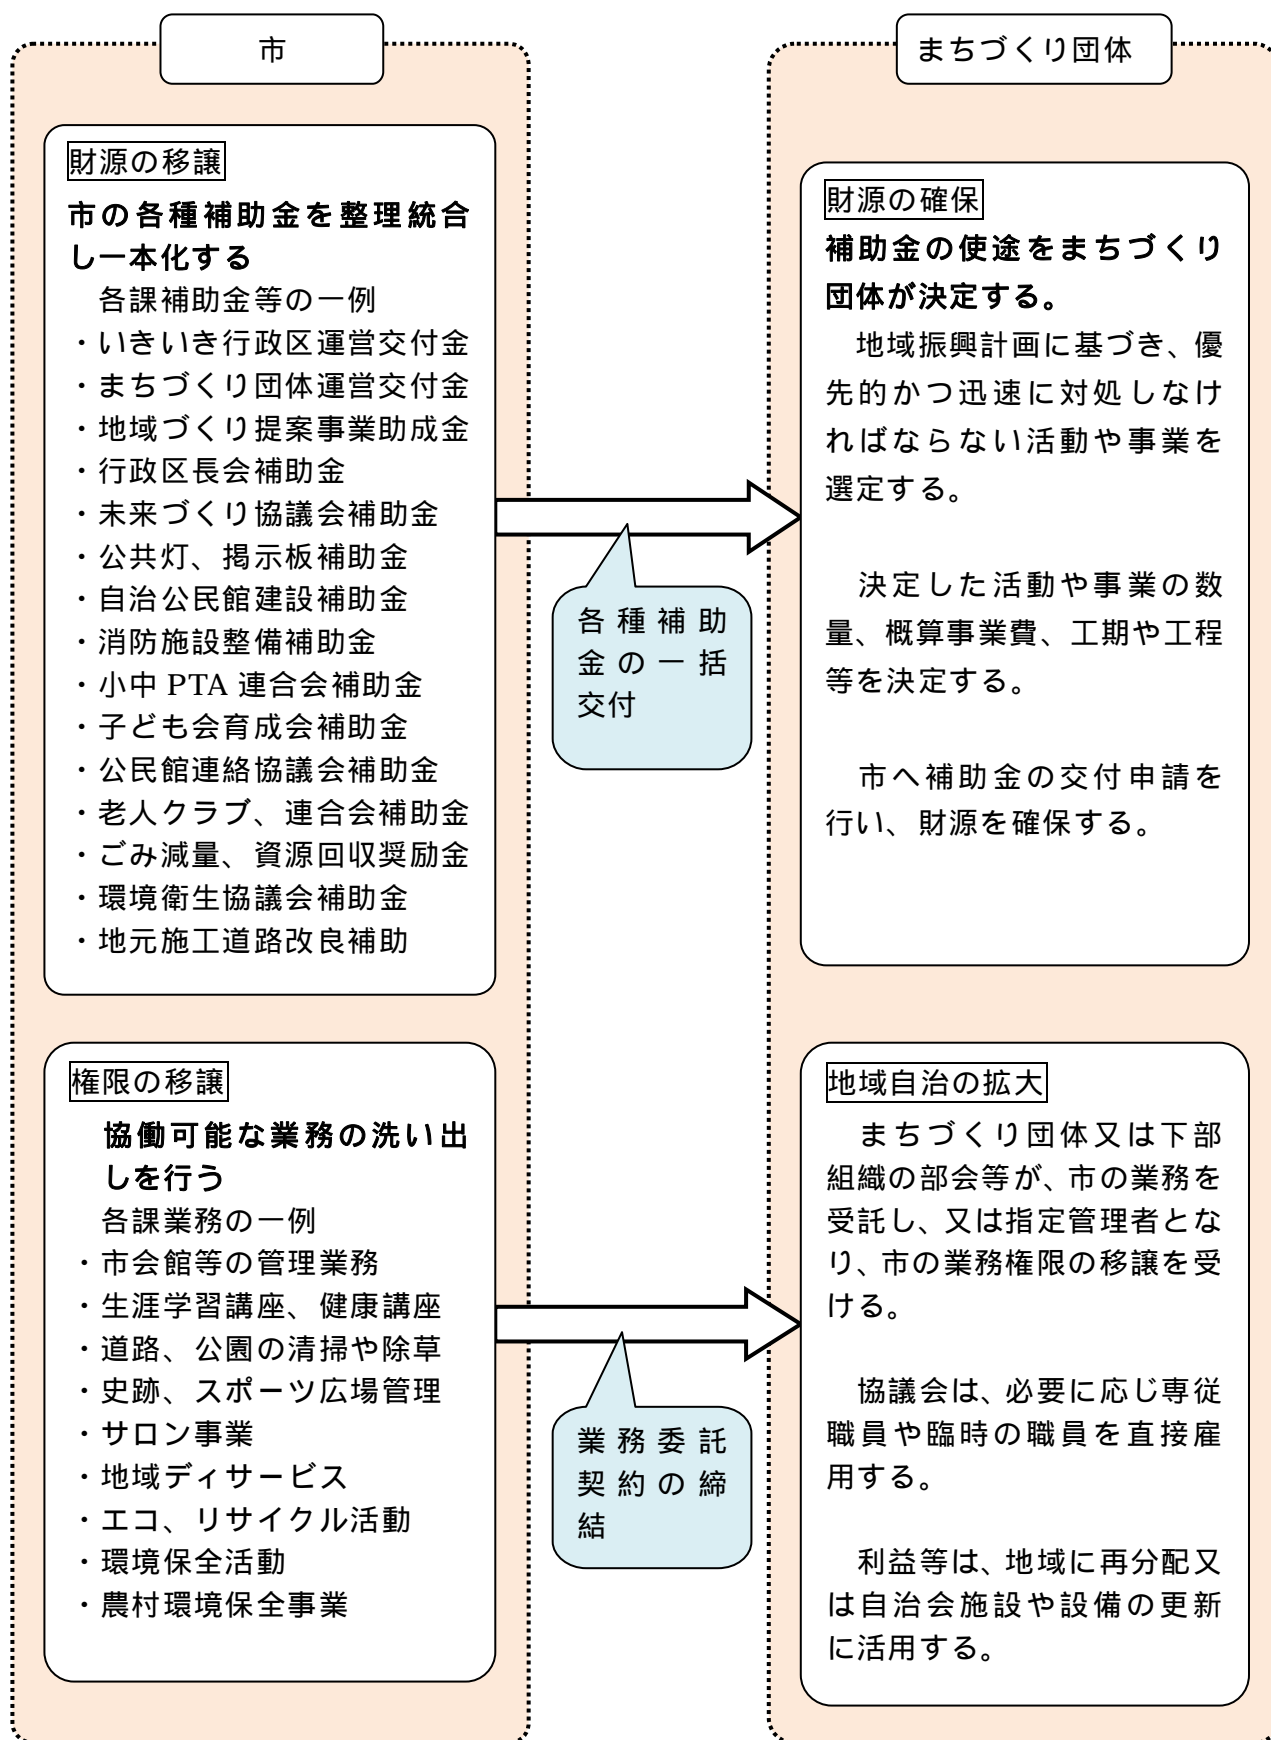 市
財源の移譲
市の各種補助金を整理統合
し一本化する
各課補助金等の一例
・いきいき行政区運営交付金
・まちづくり団体運営交付金
・地域づくり提案事業助成金
・行政区長会補助金
・未来づくり協議会補助金
・公共灯、掲示板補助金
・自治公民館建設補助金
・消防施設整備補助金
・小中 PTA 連合会補助金
・子ども会育成会補助金
・公民館連絡協議会補助金
・老人クラブ、連合会補助金
・ごみ減量、資源回収奨励金
・環境衛生協議会補助金
・地元施工道路改良補助
各種補助
金の一括
交付
まちづくり団体
財源の確保
補助金の使途をまちづくり
団体が決定する。
地域振興計画に基づき、優
先的かつ迅速に対処しなけ
ればならない活動や事業を
選定する。
決定した活動や事業の数
量、概算事業費、工期や工程
等を決定する。
市へ補助金の交付申請を
行い、財源を確保する。
権限の移譲
協働可能な業務の洗い出
しを行う
各課業務の一例
・市会館等の管理業務
・生涯学習講座、健康講座
・道路、公園の清掃や除草
・史跡、スポーツ広場管理
・サロン事業
・地域ディサービス
・エコ、リサイクル活動
・環境保全活動
・農村環境保全事業
業務委託
契約の締
結
地域自治の拡大
まちづくり団体又は下部
組織の部会等が、市の業務を
受託し、又は指定管理者とな
り、市の業務権限の移譲を受
ける。
協議会は、必要に応じ専従
職員や臨時の職員を直接雇
用する。
利益等は、地域に再分配又
は自治会施設や設備の更新
に活用する。